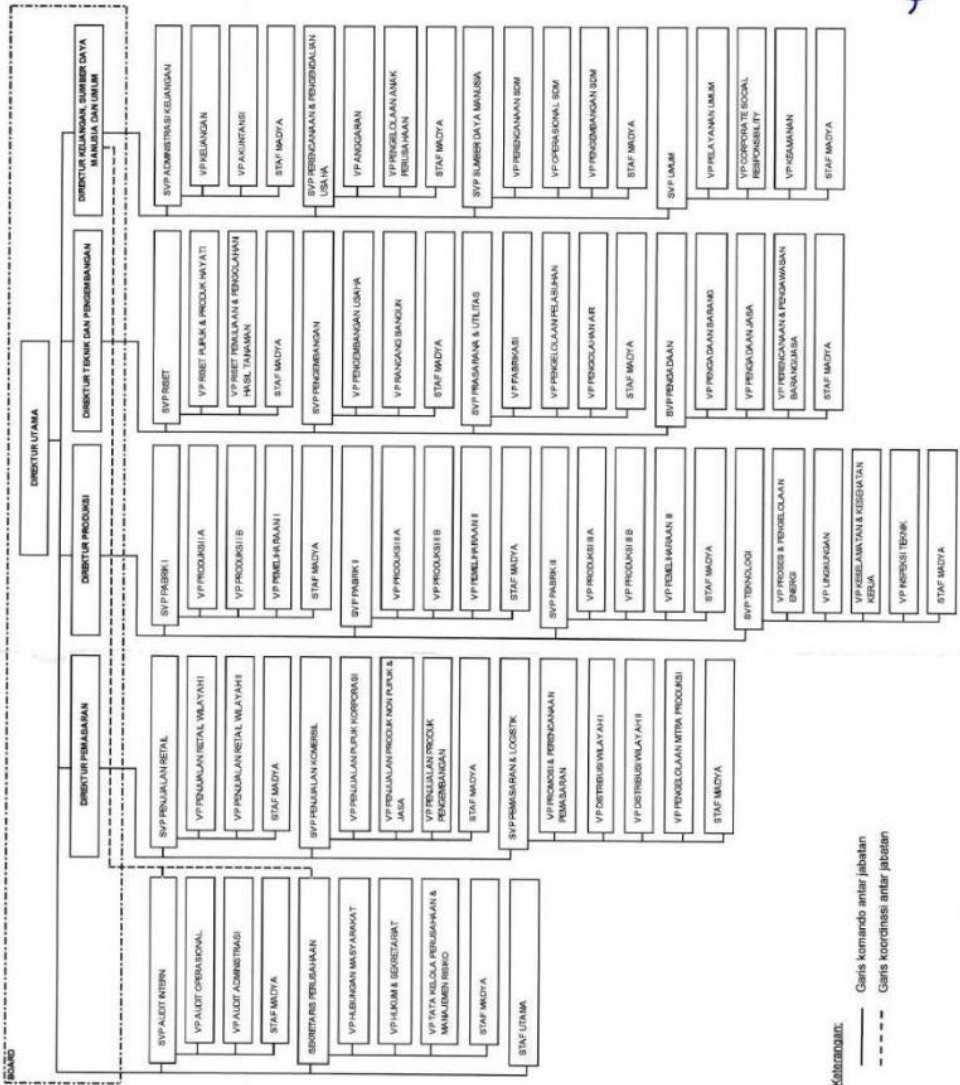 BOARD
DIREKTUR UTAMA
DIREKTUR PEMASARAN
DIREKTUR PRODUKSI
DIREKTUR TEKNIK DAN PENGEMBANGAN
DIREKTUR KEUANGAN, SUMBER DAYA
MANUSIA DAN UMUM
SVP AUDIT INTERN
VP AUDIT OPERASIONAL
VP AUDIT ADMINISTRASI
STAF MADYA
SEKRETARIS PERUSAHAAN
VP HUBUNGAN MASYARAKAT
VP HUKUM & SEKRETARIAT
VP TATA KELOLA PERUSAHAAN &
MANAJEMEN RISIKO
STAF MADYA
STAF UTAMA
SVP PENJUALAN RETAIL
VP PENJUALAN RETAIL WILAYAH I
VP PENJUALAN RETAIL WILAYAH II
STAF MADYA
SVP PENJUALAN KOMERSIL
VP PENJUALAN PUPUK KORPORASI
VP PENJUALAN PRODUK NON PUPUK &
JASA
VP PENJUALAN PRODUK
PENGEMBANGAN
STAF MADYA
SVP PEMASARAN & LOGISTIK
VP PROMOSI & PERENCANAAN
PEMASARAN
VP DISTRIBUSI WILAYAH I
VP DISTRIBUSI WILAYAH II
VP PENGELOLAAN MITRA PRODUKSI
STAF MADYA
SVP PABRIK I
VP PRODUKSI I A
VP PRODUKSI I B
VP PEMELIHARAAN I
STAF MADYA
SVP PABRIK II
VP PRODUKSI II A
VP PRODUKSI II B
VP PEMELIHARAAN II
STAF MADYA
SVP PABRIK III
VP PRODUKSI III A
VP PRODUKSI III B
VP PEMELIHARAAN III
STAF MADYA
SVP TEKNOLOGI
VP PROSES & PENGELOLAAN
ENERGI
VP LINGKUNGAN
VP KESELAMATAN & KESEHATAN
KERJA
VP INSPEKSI TEKNIK
STAF MADYA
SVP RISET
VP RISET PUPUK & PRODUK HAYATI
VP RISET PEMULIAAN & PENGOLAHAN
HASIL TANAMAN
STAF MADYA
SVP PENGEMBANGAN
VP PENGEMBANGAN USAHA
VP RANCANG BANGUN
STAF MADYA
SVP PRASARANA & UTILITAS
VP FABRIKASI
VP PENGELOLAAN PELABUHAN
VP PENGOLAHAN AIR
STAF MADYA
SVP PENGADAAN
VP PENGADAAN BARANG
VP PENGADAAN JASA
VP PERENCANAAN & PENGAWASAN
BARANG/JASA
STAF MADYA
SVP ADMINISTRASI KEUANGAN
VP KEUANGAN
VP AKUNTANSI
STAF MADYA
SVP PERENCANAAN & PENGENDALIAN
USAHA
VP ANGGARAN
VP PENGELOLAAN ANAK
PERUSAHAAN
STAF MADYA
SVP SUMBER DAYA MANUSIA
VP PERENCANAAN SDM
VP OPERASIONAL SDM
VP PENGEMBANGAN SDM
STAF MADYA
SVP UMUM
VP PELAYANAN UMUM
VP CORPORATE SOCIAL
RESPONSIBILITY
VP KEAMANAN
STAF MADYA
Keterangan:
Garis komando antar jabatan
Garis koordinasi antar jabatan